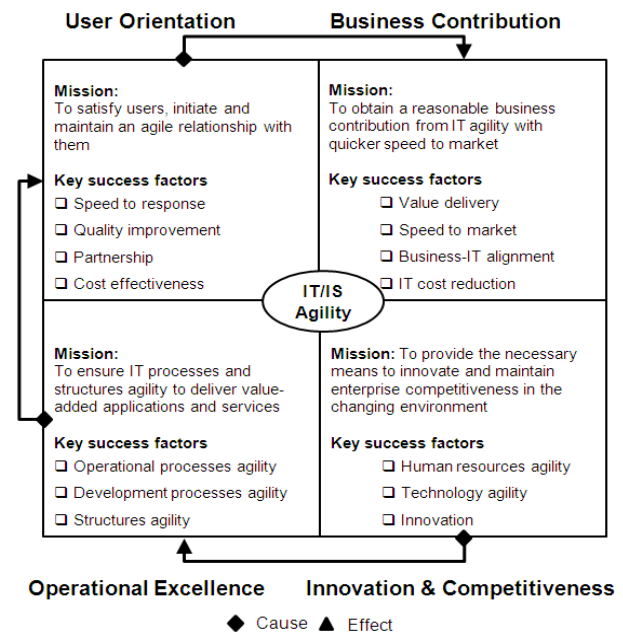 User Orientation
Business Contribution
Mission:
To satisfy users, initiate and
maintain an agile relationship with
them
Key success factors
❑ Speed to response
❑ Quality improvement
❑ Partnership
❑ Cost effectiveness
Mission:
To obtain a reasonable business
contribution from IT agility with
quicker speed to market
Key success factors
❑ Value delivery
❑ Speed to market
❑ Business-IT alignment
❑ IT cost reduction
IT/IS
Agility
Mission:
To ensure IT processes and
structures agility to deliver value-
added applications and services
Key success factors
❑ Operational processes agility
❑ Development processes agility
❑ Structures agility
Mission: To provide the necessary
means to innovate and maintain
enterprise competitiveness in the
changing environment
Key success factors
❑ Human resources agility
❑ Technology agility
❑ Innovation
Operational Excellence
Innovation & Competitiveness
◆ Cause ▲ Effect